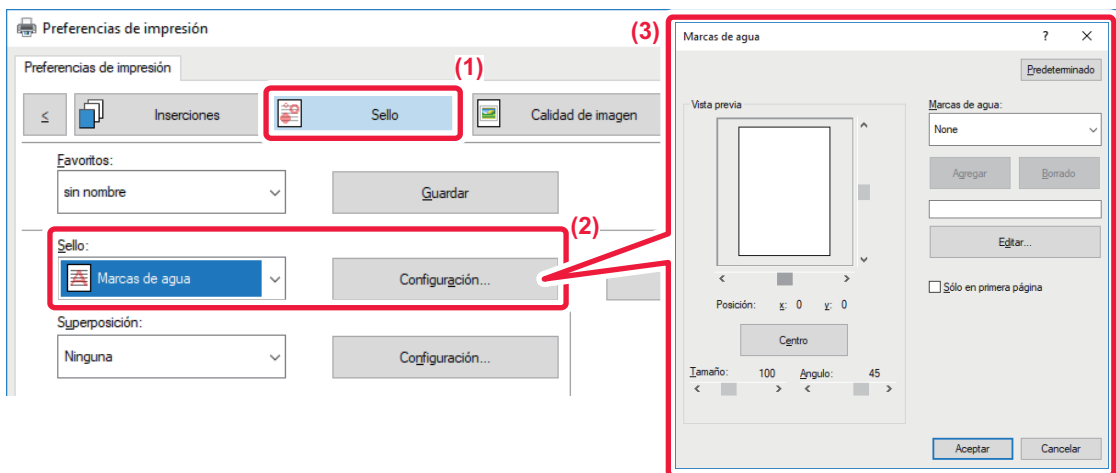 Preferencias de impresión
Preferencias de impresión
(1)
< Inserciones Sello Calidad de imagen
Favoritos:
sin nombre Guardar
(2)
Sello:
Marcas de agua Configuración...
Superposición:
Ninguna Configuración...
(3)
Marcas de agua ? X
Predeterminado
Vista previa
Marcas de agua:
None
Agregar Borrado
Editar...
Sólo en primera página
Posición: x: 0 y: 0
Centro
Tamaño: 100 Angulo: 45
Aceptar Cancelar